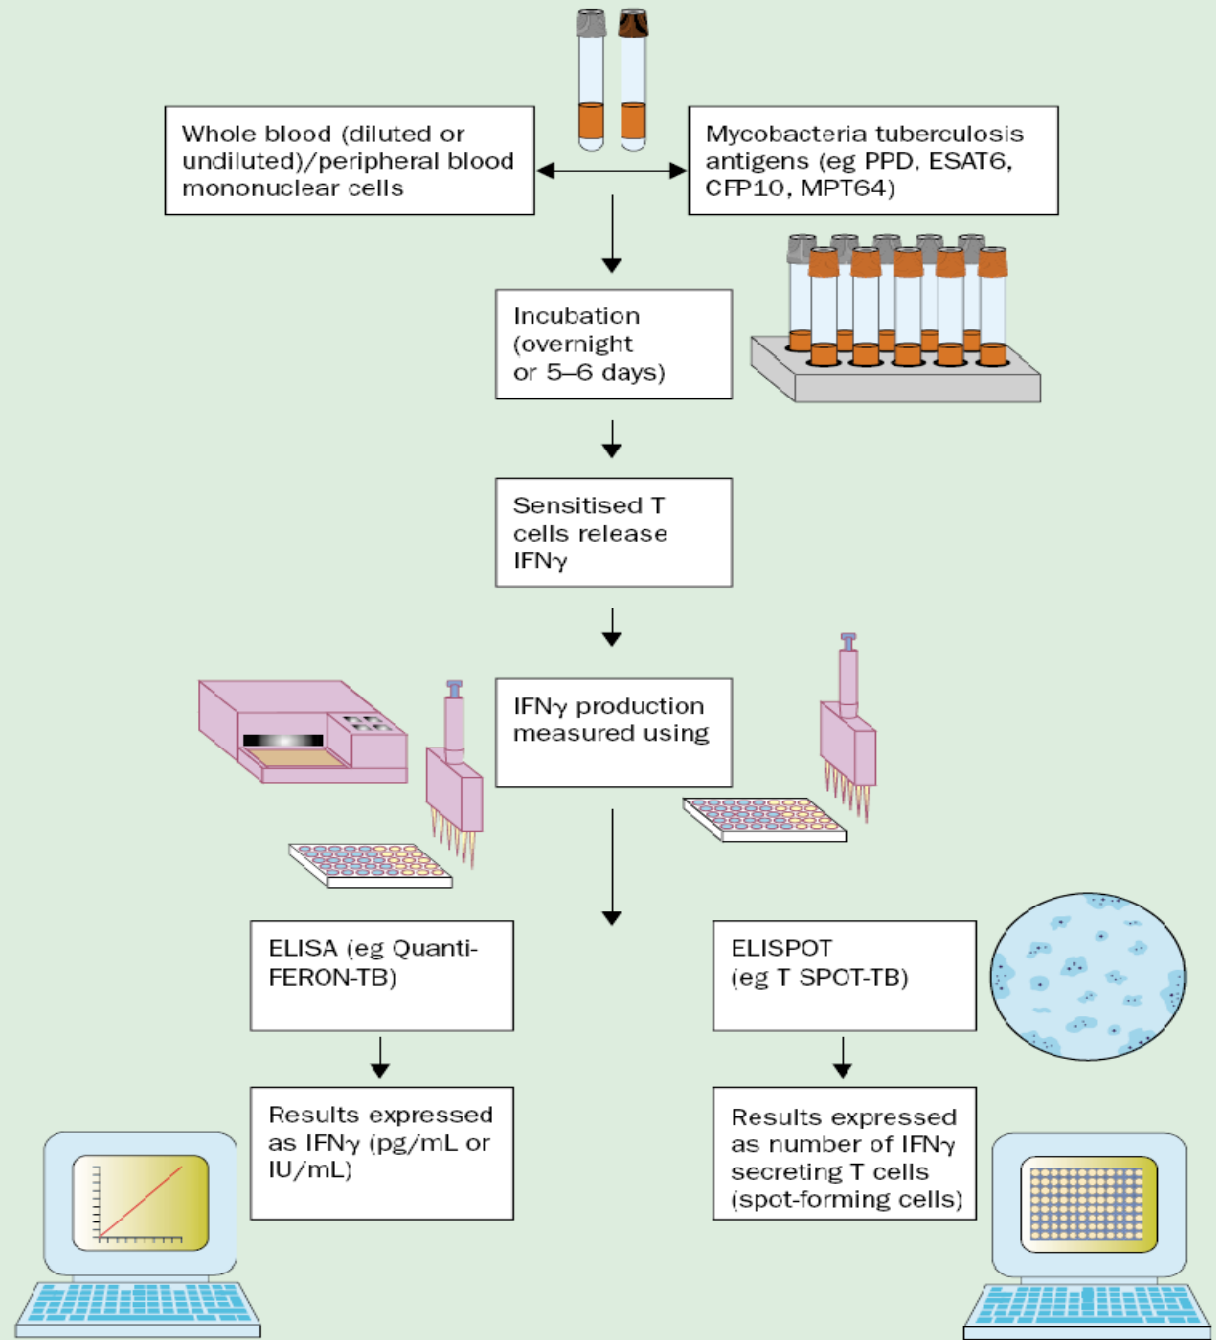 Whole blood (diluted or
undiluted)/peripheral blood
mononuclear cells
Mycobacteria tuberculosis
antigens (eg PPD, ESAT6,
CFP10, MPT64)
Incubation
(overnight
or 5–6 days)
Sensitised T
cells release
IFNγ
IFNγ production
measured using
ELISA (eg Quanti-
FERON-TB)
ELISPOT
(eg T SPOT-TB)
Results expressed
as IFNγ (pg/mL or
IU/mL)
Results expressed
as number of IFNγ
secreting T cells
(spot-forming cells)